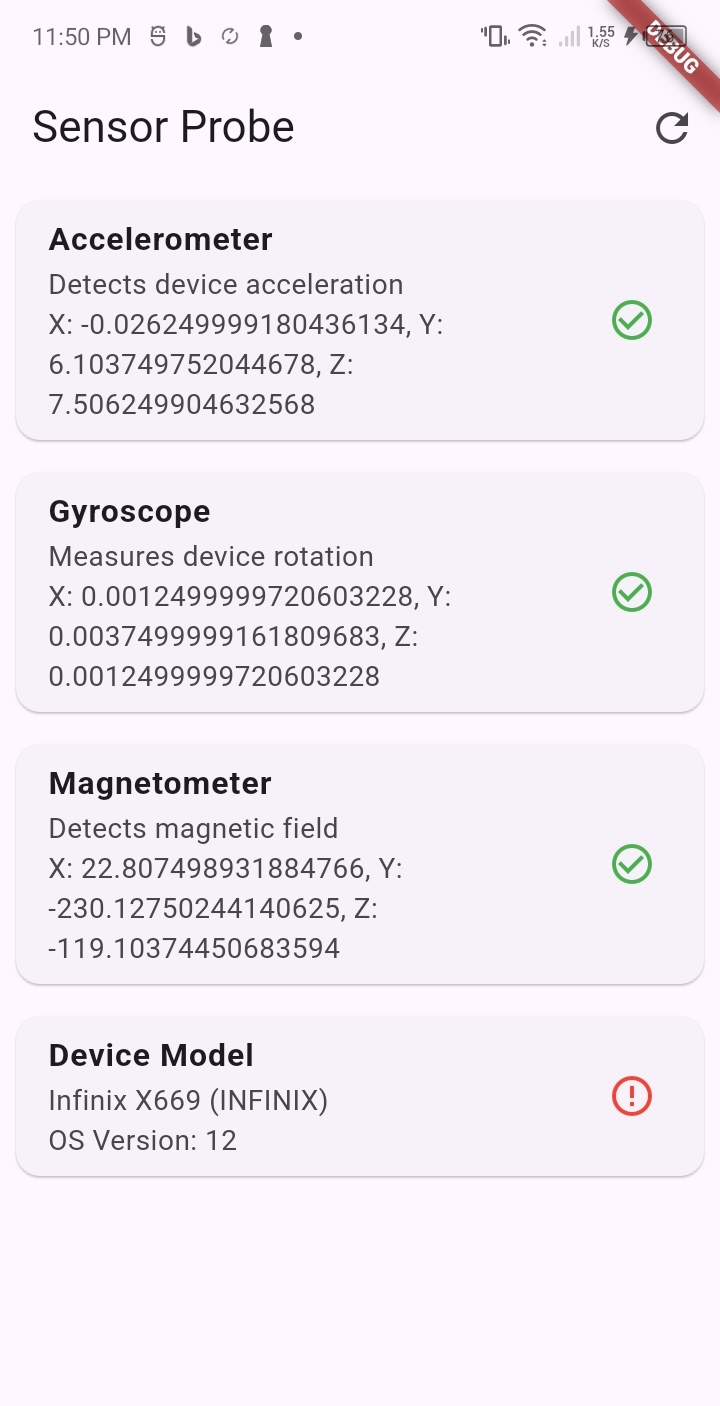 11:50 PM
1.55
K/S
DEBUG
Sensor Probe
Accelerometer
Detects device acceleration
X: -0.026249999180436134, Y:
6.103749752044678, Z:
7.506249904632568
Gyroscope
Measures device rotation
X: 0.0012499999720603228, Y:
0.0037499999161809683, Z:
0.0012499999720603228
Magnetometer
Detects magnetic field
X: 22.807498931884766, Y:
-230.12750244140625, Z:
-119.10374450683594
Device Model
Infinix X669 (INFINIX)
OS Version: 12